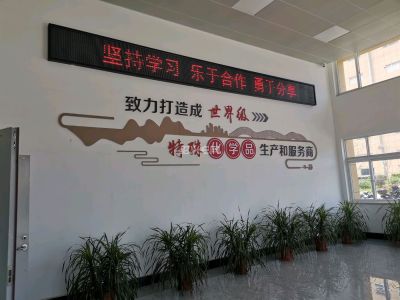 坚持学习 乐于合作 勇于分享
致力打造成 世界级
特殊化学品 生产和服务商